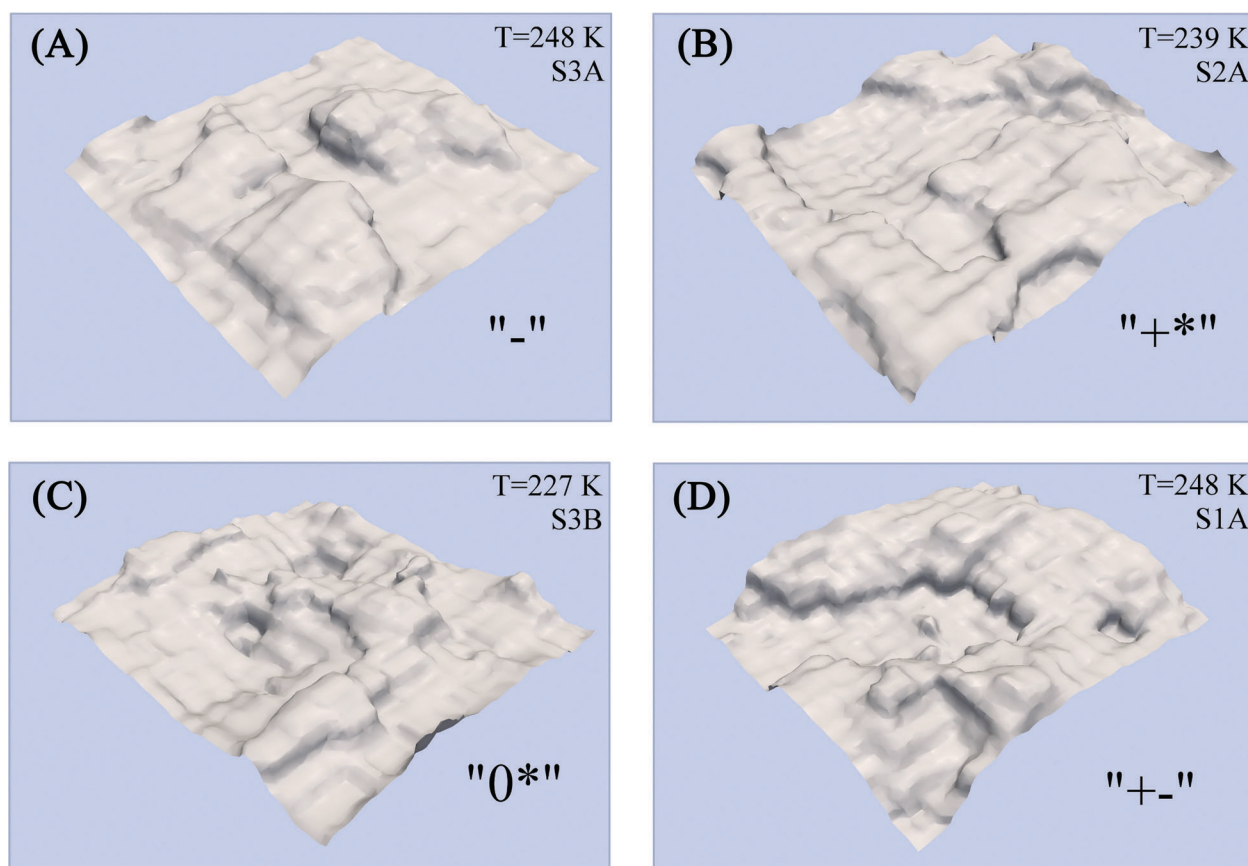 (A)
T=248 K
S3A
"-"
(B)
T=239 K
S2A
"+*"
(C)
T=227 K
S3B
"0*"
(D)
T=248 K
S1A
"+-"